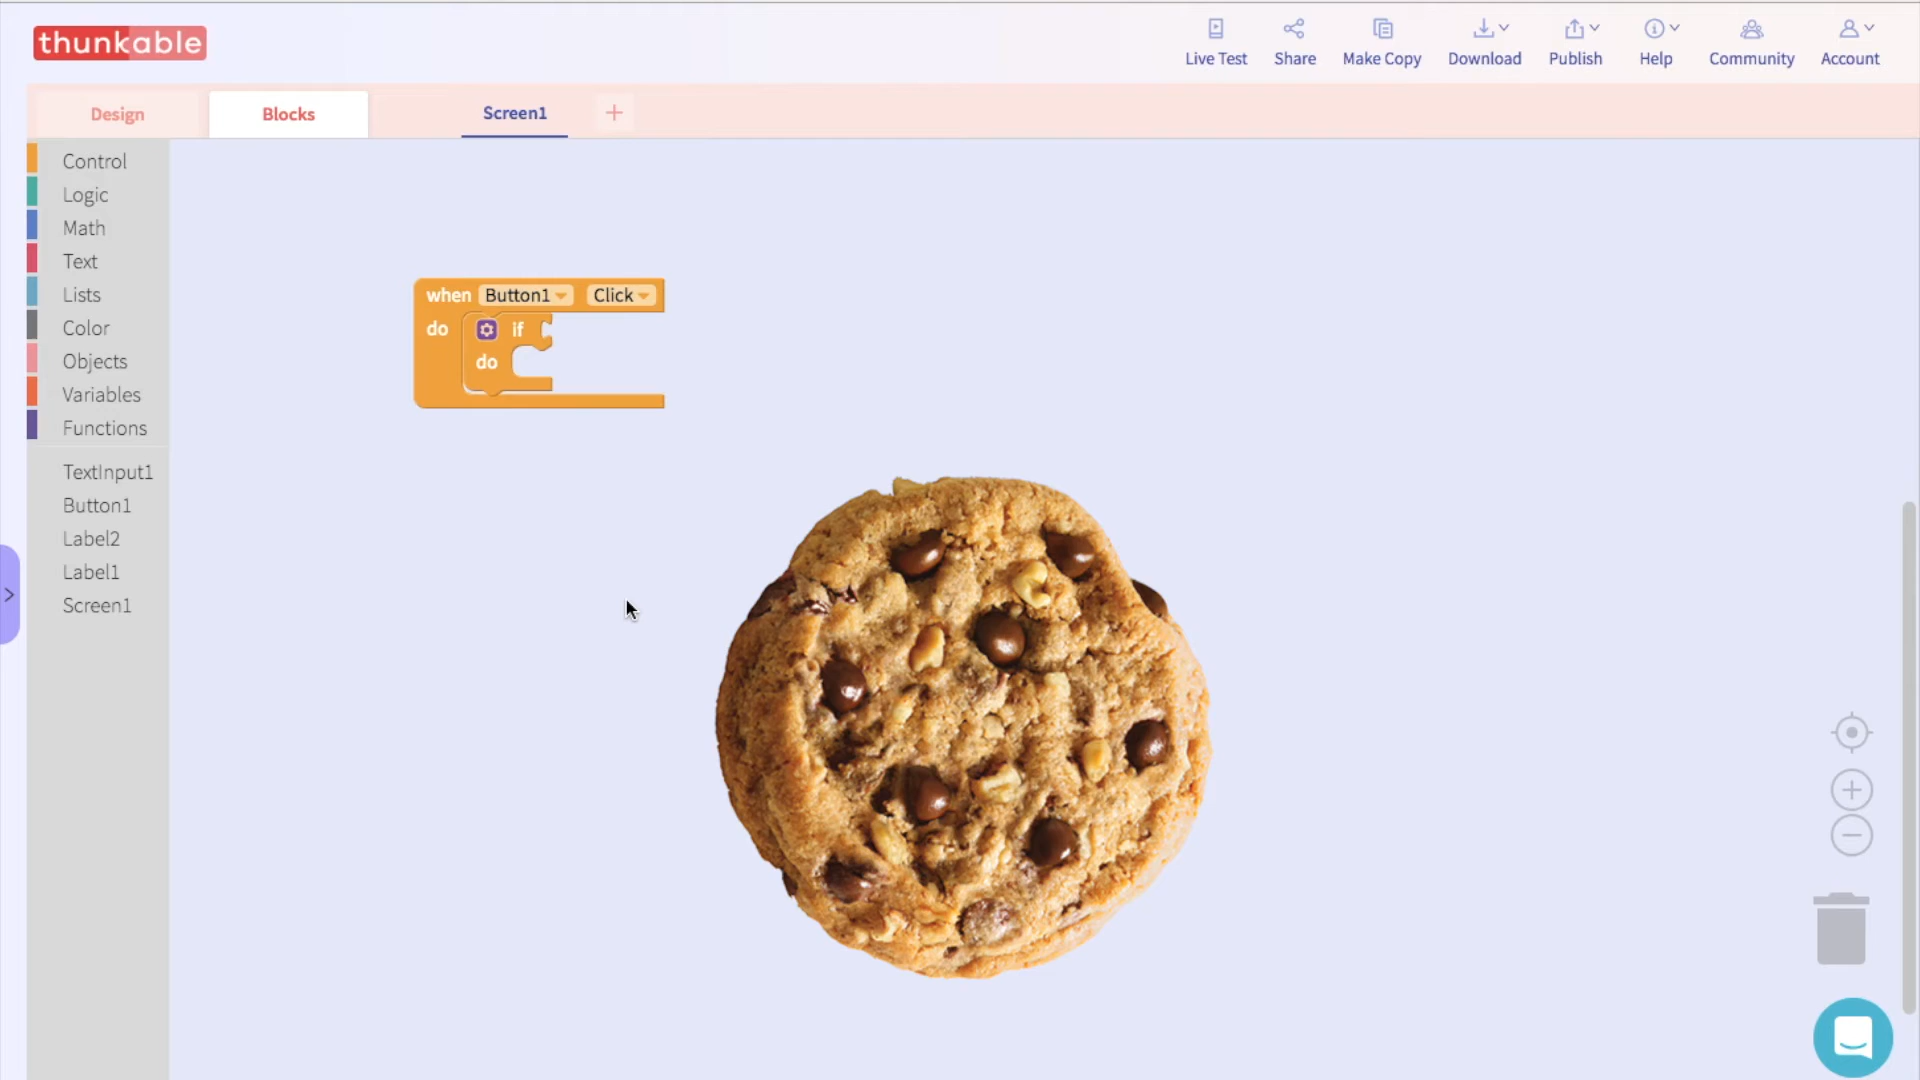 thunkable
Live Test
Share
Make Copy
Download
Publish
Help
Community
Account
Design
Blocks
Screen1
+
Control
Logic
Math
Text
Lists
Color
Objects
Variables
Functions
TextInput1
Button1
Label2
Label1
Screen1
when Button1 Click
do if
do